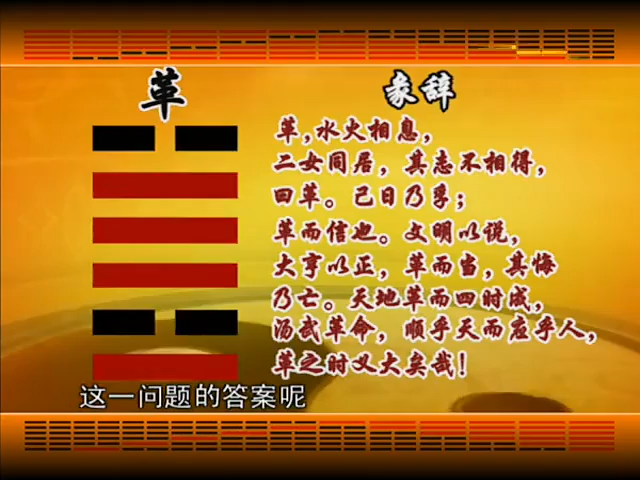 革
彖辞
革,水火相息,
二女同居，其志不相得，
曰革。己日乃孚；
革而信也。文明以说，
大亨以正，革而当，其悔
乃亡。天地革而四时成，
汤武革命，顺乎天而应乎人，
革之时义大矣哉！
这一问题的答案呢